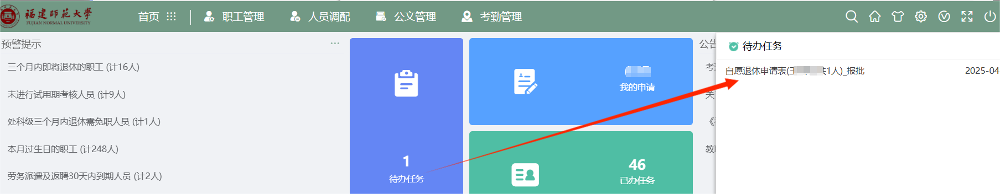 福建師範大學
FUJIAN NORMAL UNIVERSITY
首页
职工管理
人员调配
公文管理
考勤管理
预警提示
三个月内即将退休的职工 (计16人)
未进行试用期考核人员 (计9人)
处科级三个月内退休需免职人员 (计1人)
本月过生日的职工 (计248人)
劳务派遣及返聘30天内到期人员 (计2人)
1
待办任务
我的申请
46
已办任务
公告
考勤
关
教职
待办任务
自愿退休申请表(王 共1人)_报批
2025-04